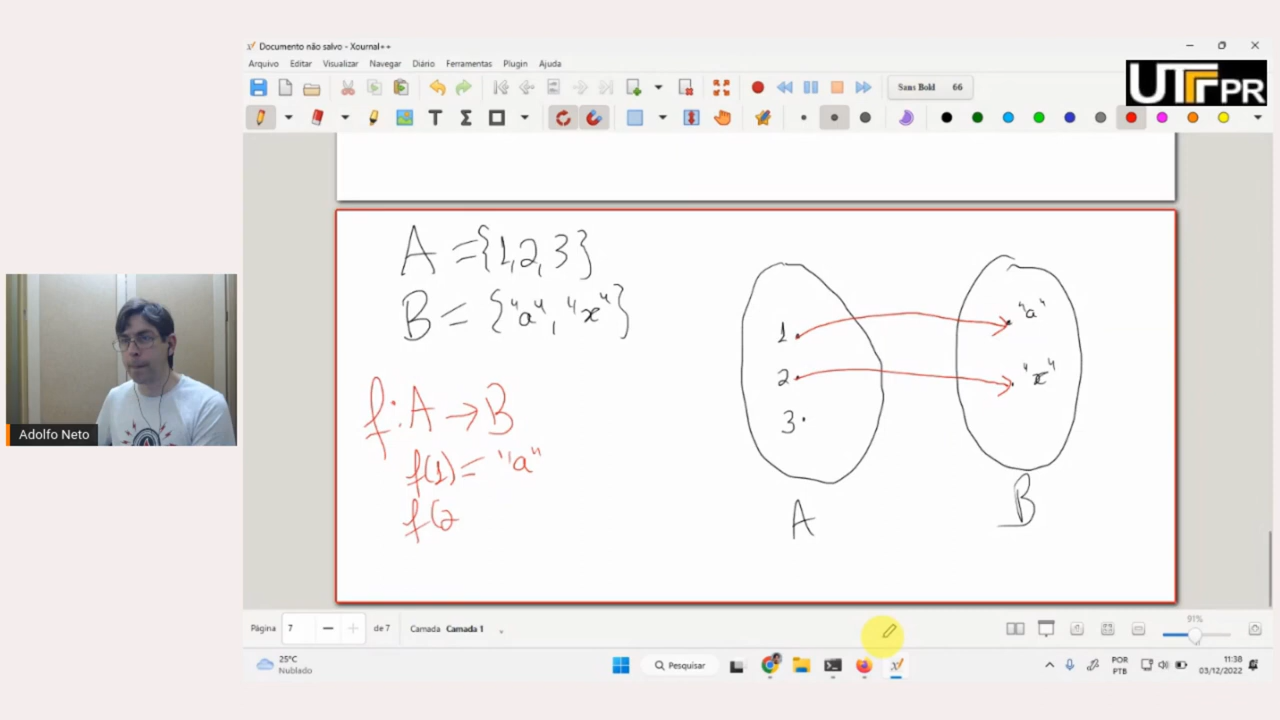 Documento não salvo - Xournal++
Arquivo Editar Visualizar Navegar Diário Ferramentas Plugin Ajuda
Sans Bold 66
UTFPR
A = {1,2,3}
B = {"a", "x"}
f: A → B
f(1) = "a"
f(2
1
2
3
A
"a"
"x"
B
Adolfo Neto
Página 7 de 7 Camada Camada 1
91%
25°C
Nublado
Pesquisar
POR
PTB
11:38
03/12/2022